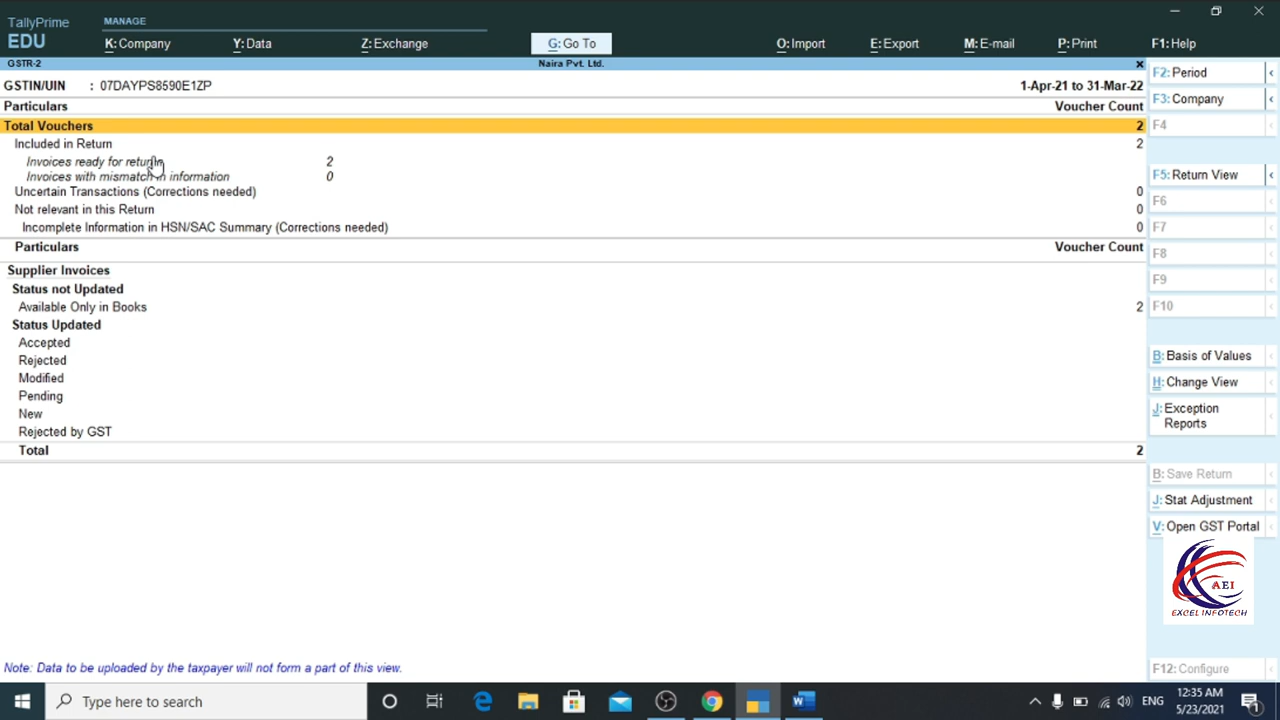 TallyPrime
EDU
MANAGE
K: Company
Y: Data
Z: Exchange
G: Go To
O: Import
E: Export
M: E-mail
P: Print
F1: Help
GSTR-2
Naira Pvt. Ltd.
GSTIN/UIN : 07DAYPS8590E1ZP
1-Apr-21 to 31-Mar-22
Particulars
Voucher Count
Total Vouchers 2
Included in Return 2
Invoices ready for return 2
Invoices with mismatch in information 0
Uncertain Transactions (Corrections needed) 0
Not relevant in this Return 0
Incomplete Information in HSN/SAC Summary (Corrections needed) 0
Particulars
Voucher Count
Supplier Invoices
Status not Updated
Available Only in Books 2
Status Updated
Accepted
Rejected
Modified
Pending
New
Rejected by GST
Total 2
Note: Data to be uploaded by the taxpayer will not form a part of this view.
F2: Period
F3: Company
F4
F5: Return View
F6
F7
F8
F9
F10
B: Basis of Values
H: Change View
J: Exception
Reports
B: Save Return
J: Stat Adjustment
V: Open GST Portal
AEI
EXCEL INFOTECH
F12: Configure
Type here to search
ENG
12:35 AM
5/23/2021
1